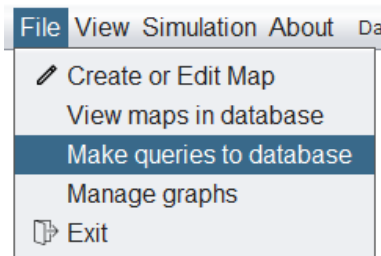 File View Simulation About Da
Create or Edit Map
View maps in database
Make queries to database
Manage graphs
Exit